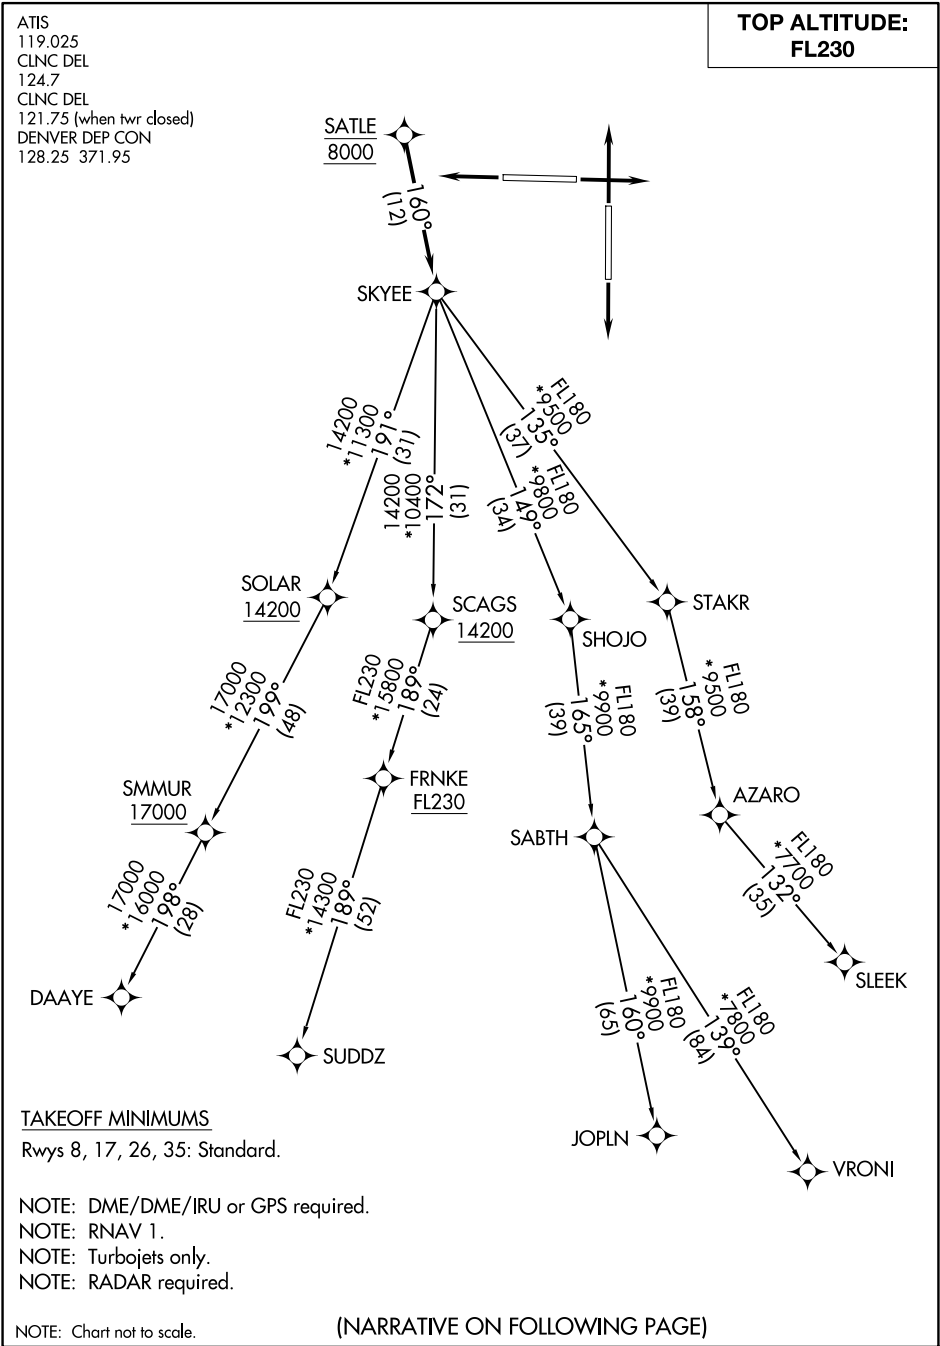 ATIS
119.025
CLNC DEL
124.7
CLNC DEL
121.75 (when twr closed)
DENVER DEP CON
128.25 371.95
TOP ALTITUDE:
FL230
SATLE
8000
160°
(12)
SKYEE
14200
*11300
191°
(31)
14200
*10400
172°
(31)
FL180
*9800
149°
(34)
FL180
*9500
135°
(37)
SOLAR
14200
SCAGS
14200
SHOJO
STAKR
17000
*12300
199°
(48)
FL230
*15800
189°
(24)
FL180
*9900
165°
(39)
FL180
*9500
158°
(39)
SMMUR
17000
FRNKE
FL230
SABTH
AZARO
17000
*16000
198°
(28)
FL230
*14300
189°
(52)
FL180
*9900
160°
(65)
FL180
*7800
139°
(84)
FL180
*7700
132°
(35)
SLEEK
DAAYE
SUDDZ
JOPLN
VRONI
TAKEOFF MINIMUMS
Rwys 8, 17, 26, 35: Standard.
NOTE: DME/DME/IRU or GPS required.
NOTE: RNAV 1.
NOTE: Turbojets only.
NOTE: RADAR required.
NOTE: Chart not to scale.
(NARRATIVE ON FOLLOWING PAGE)